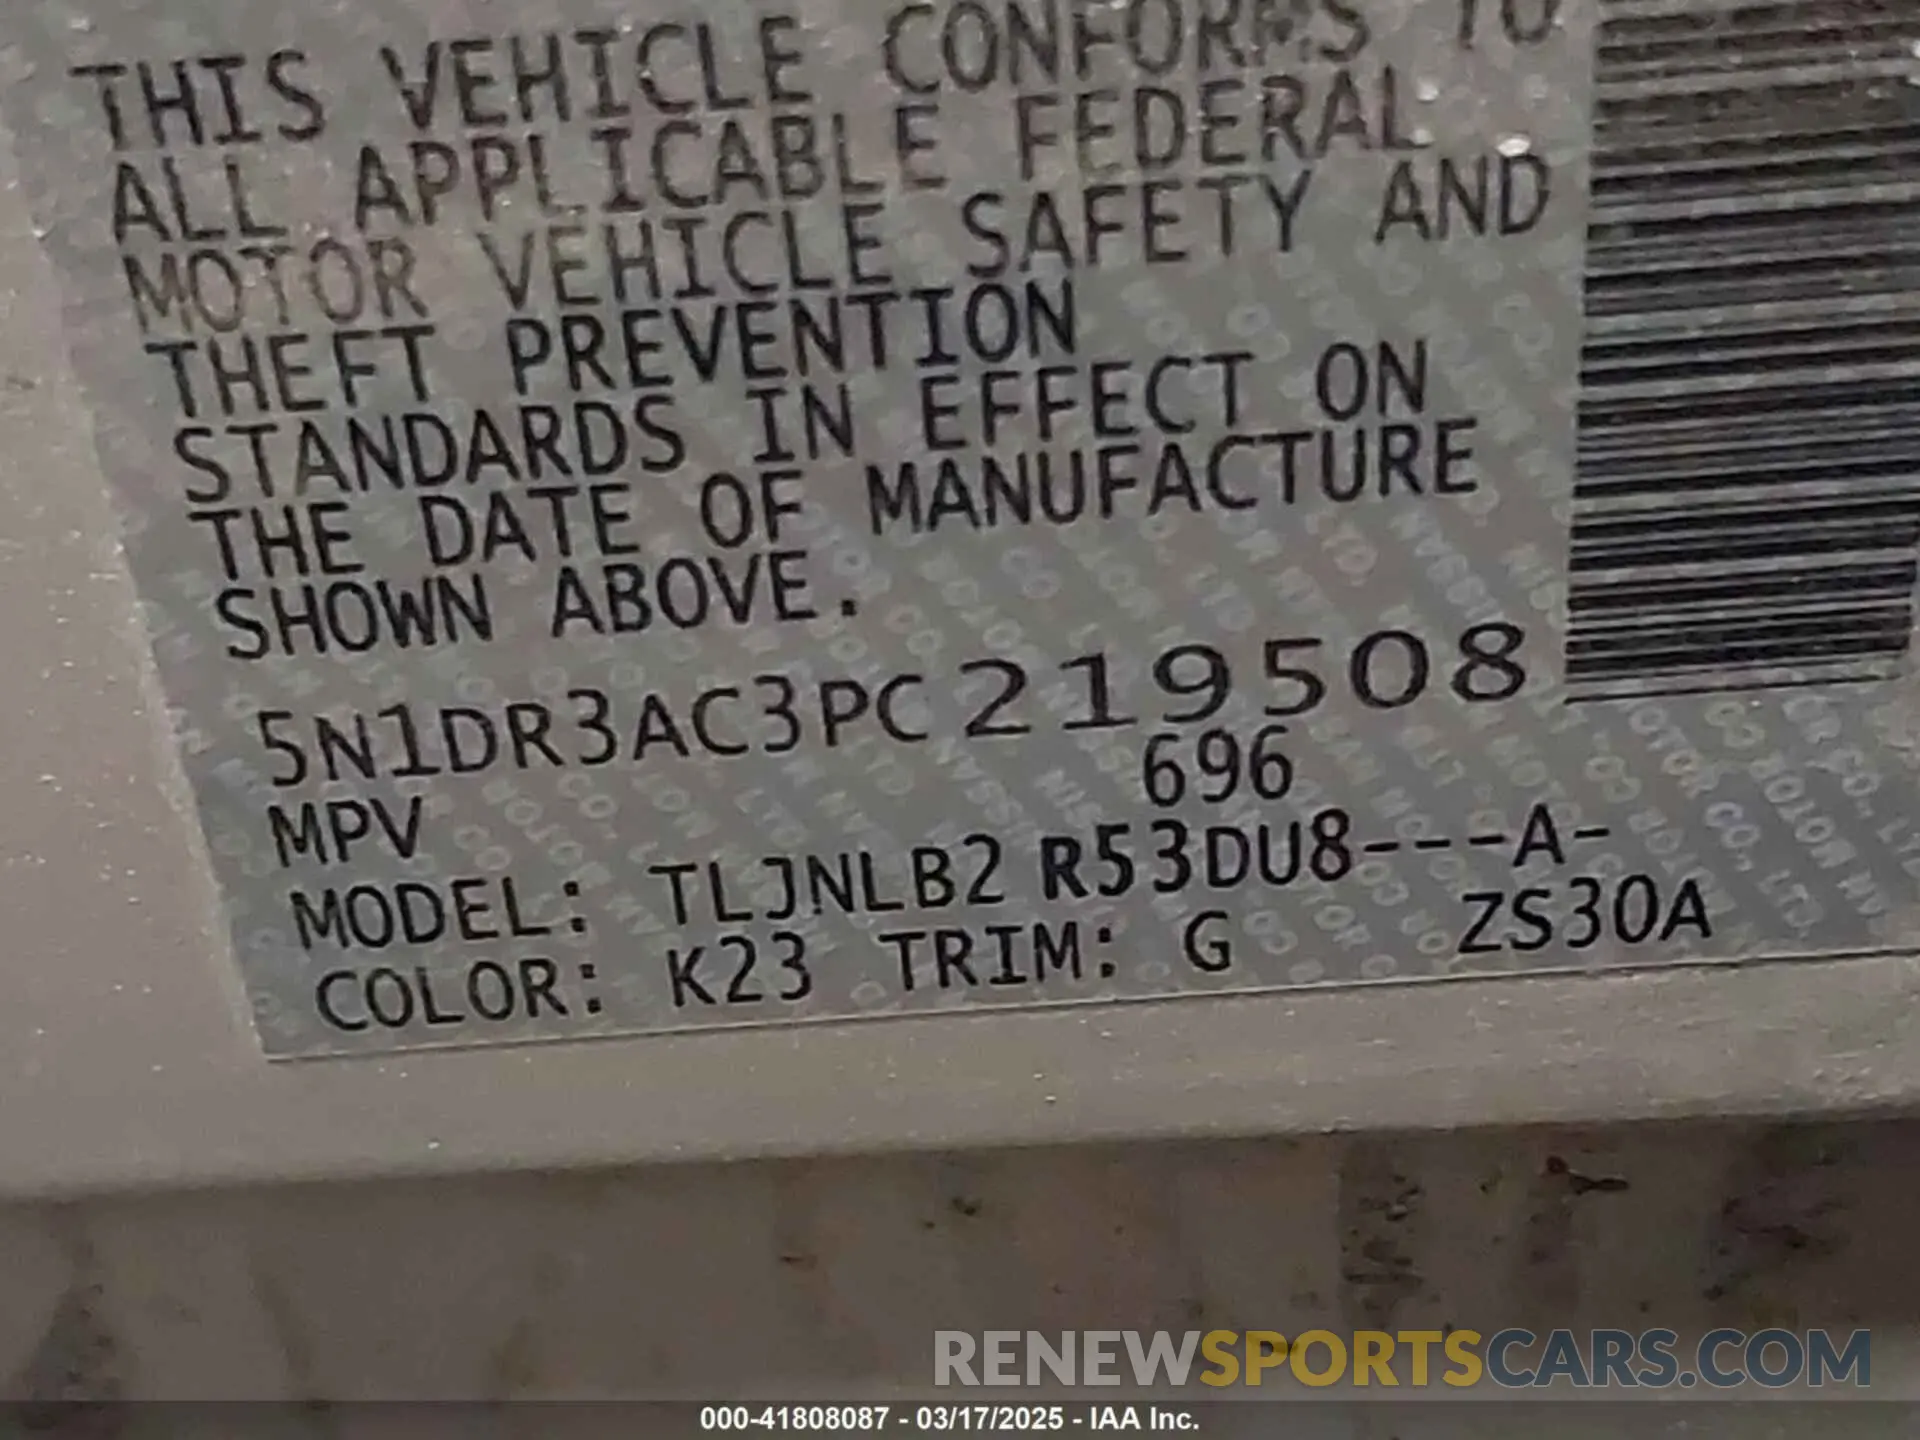 THIS VEHICLE CONFORMS TO
ALL APPLICABLE FEDERAL
MOTOR VEHICLE SAFETY AND
THEFT PREVENTION
STANDARDS IN EFFECT ON
THE DATE OF MANUFACTURE
SHOWN ABOVE.
5N1DR3AC3PC219508
MPV 696
MODEL: TLJNLB2 R53DU8---A-
COLOR: K23 TRIM: G ZS30A
RENEWSPORTSCARS.COM
000-41808087 - 03/17/2025 - IAA Inc.